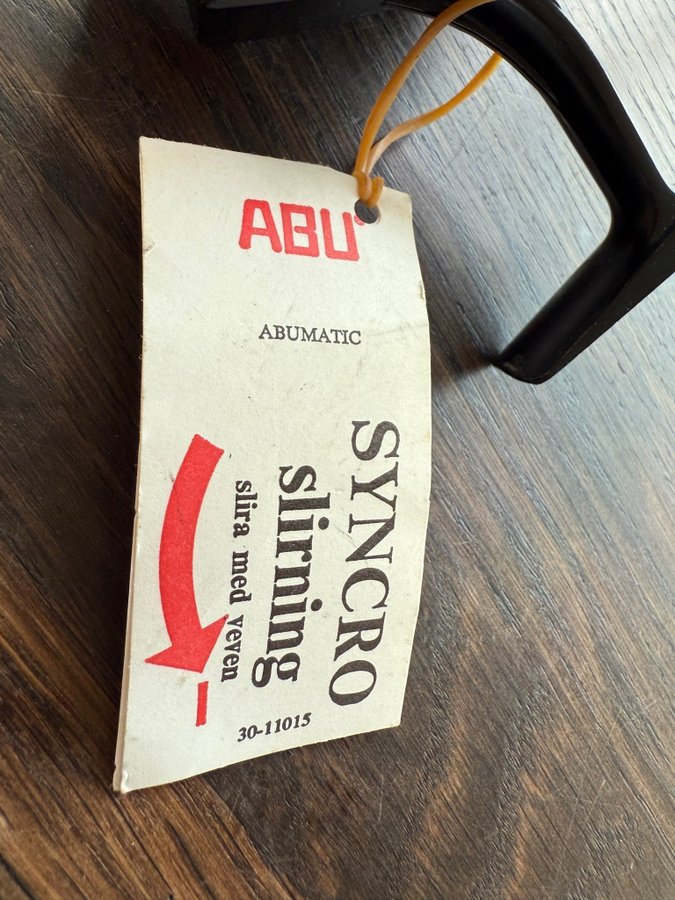 ABU®
ABUMATIC
SYNCRO
slirning
slira med veven
30-11015